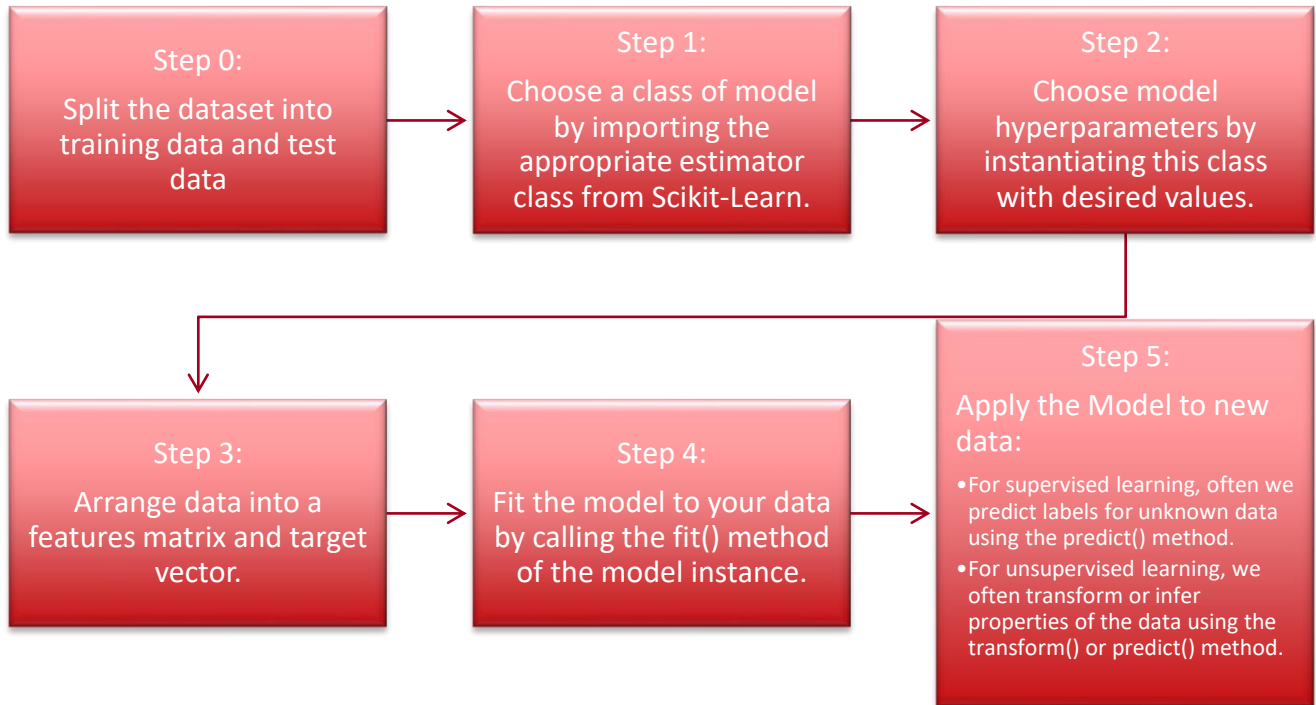 Step 0:
Split the dataset into
training data and test
data
Step 1:
Choose a class of model
by importing the
appropriate estimator
class from Scikit-Learn.
Step 2:
Choose model
hyperparameters by
instantiating this class
with desired values.
Step 3:
Arrange data into a
features matrix and target
vector.
Step 4:
Fit the model to your data
by calling the fit() method
of the model instance.
Step 5:
Apply the Model to new
data:
•For supervised learning, often we
predict labels for unknown data
using the predict() method.
•For unsupervised learning, we
often transform or infer
properties of the data using the
transform() or predict() method.